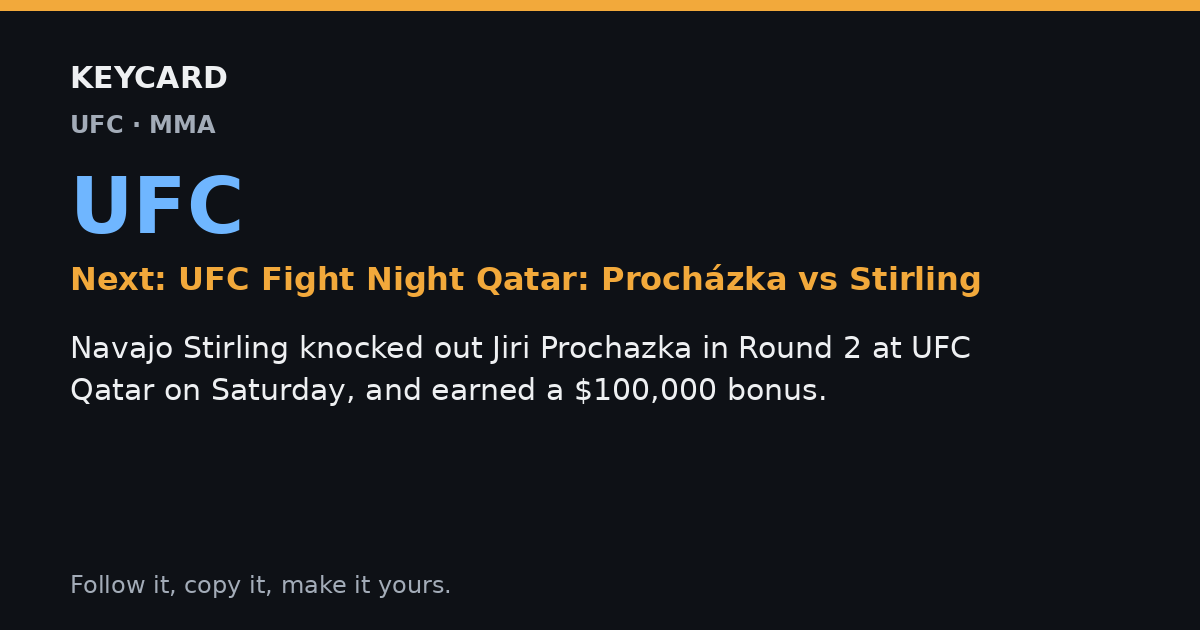 KEYCARD
UFC · MMA
UFC
Next: UFC Fight Night Qatar: Procházka vs Stirling
Navajo Stirling knocked out Jiri Prochazka in Round 2 at UFC
Qatar on Saturday, and earned a $100,000 bonus.
Follow it, copy it, make it yours.